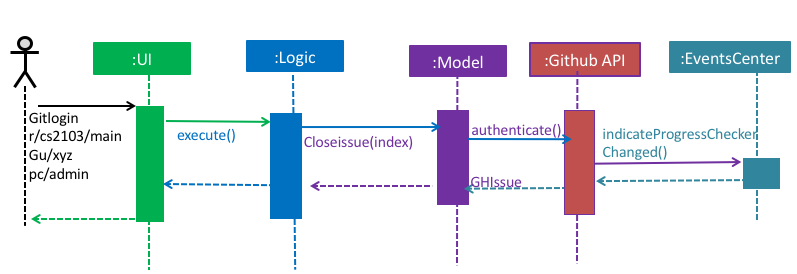 :UI
:Logic
:Model
:Github API
:EventsCenter
Gitlogin
r/cs2103/main
Gu/xyz
pc/admin
execute()
Closeissue(index)
authenticate()
indicateProgressChecker
Changed()
GHIssue